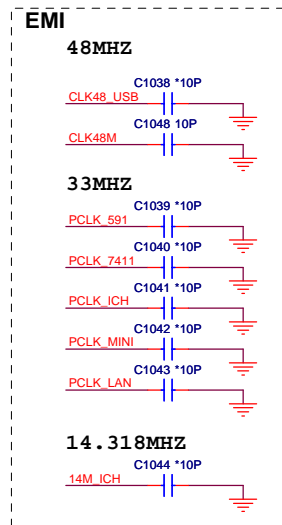 EMI
48MHZ
C1038 *10P
CLK48_USB
C1048 10P
CLK48M
33MHZ
C1039 *10P
PCLK_591
C1040 *10P
PCLK_7411
C1041 *10P
PCLK_ICH
C1042 *10P
PCLK_MINI
C1043 *10P
PCLK_LAN
14.318MHZ
C1044 *10P
14M_ICH